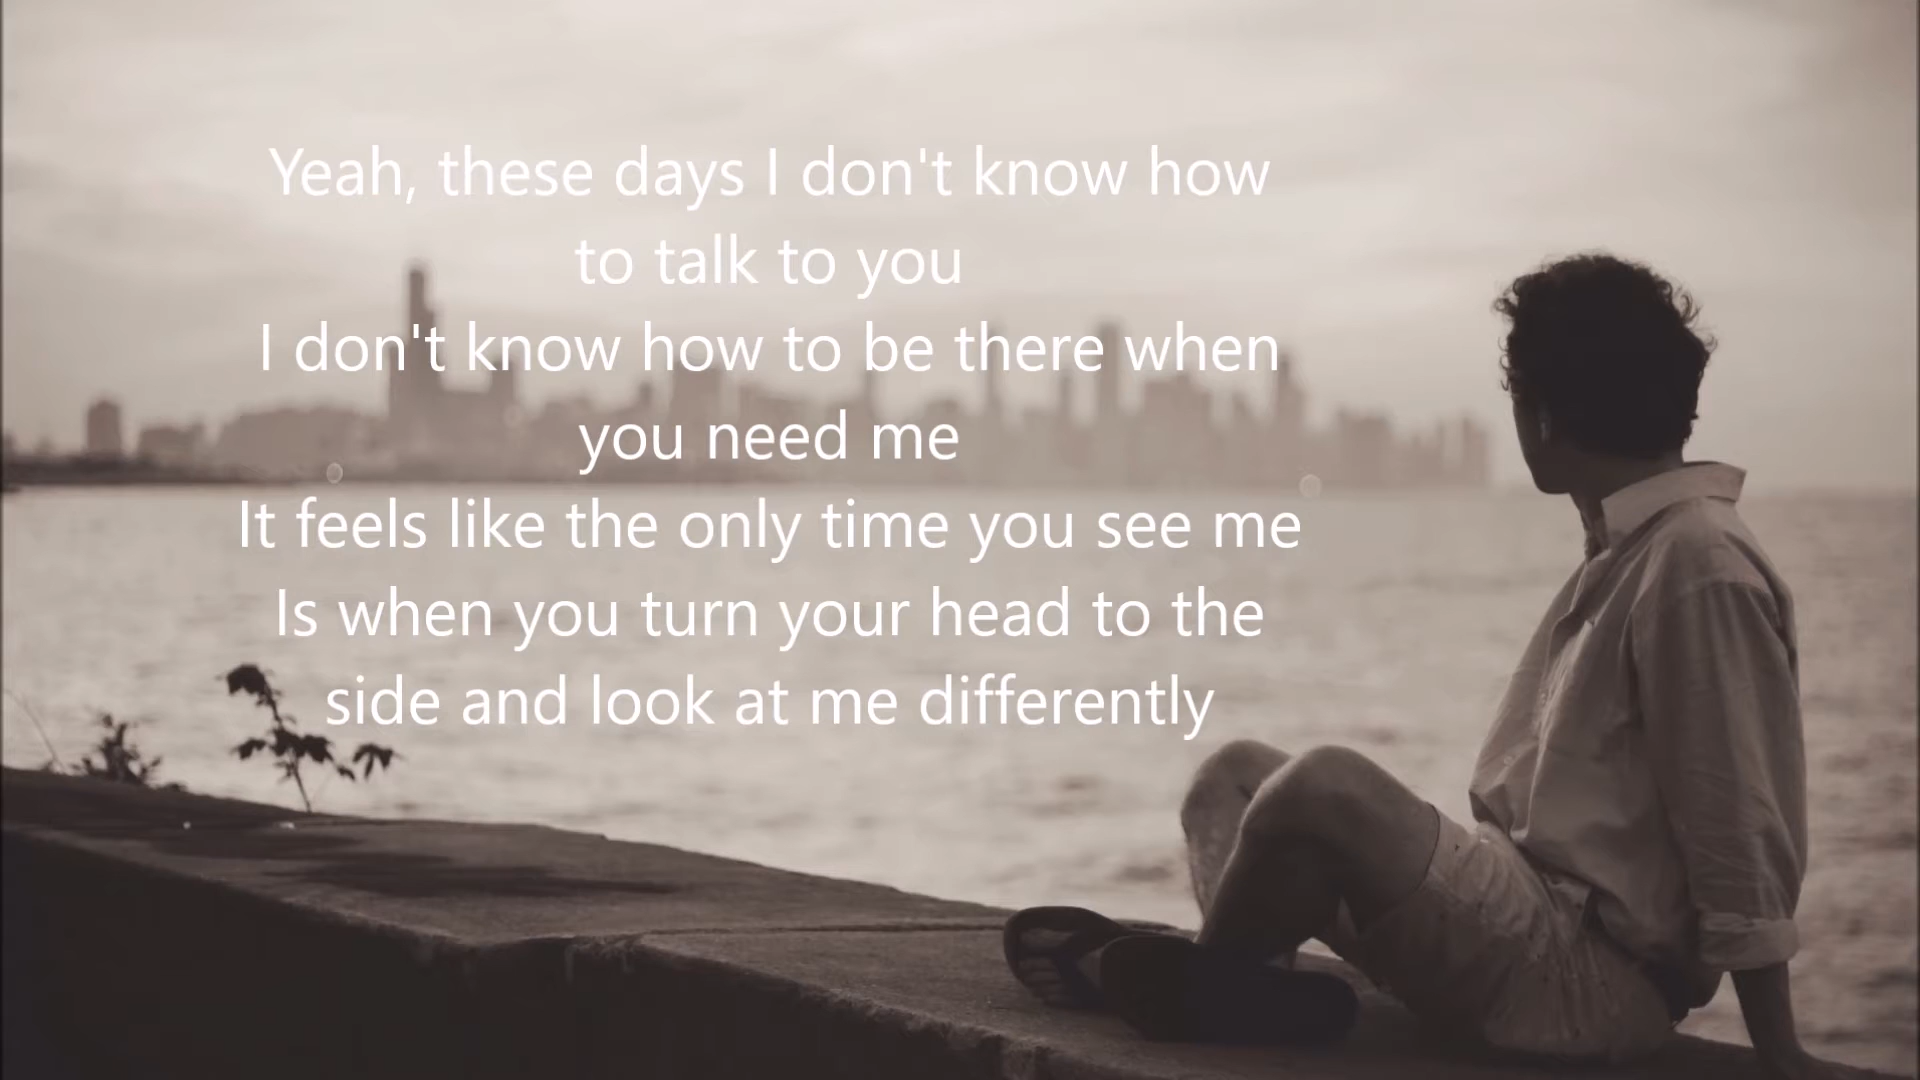 Yeah, these days I don't know how
to talk to you
I don't know how to be there when
you need me
It feels like the only time you see me
Is when you turn your head to the
side and look at me differently